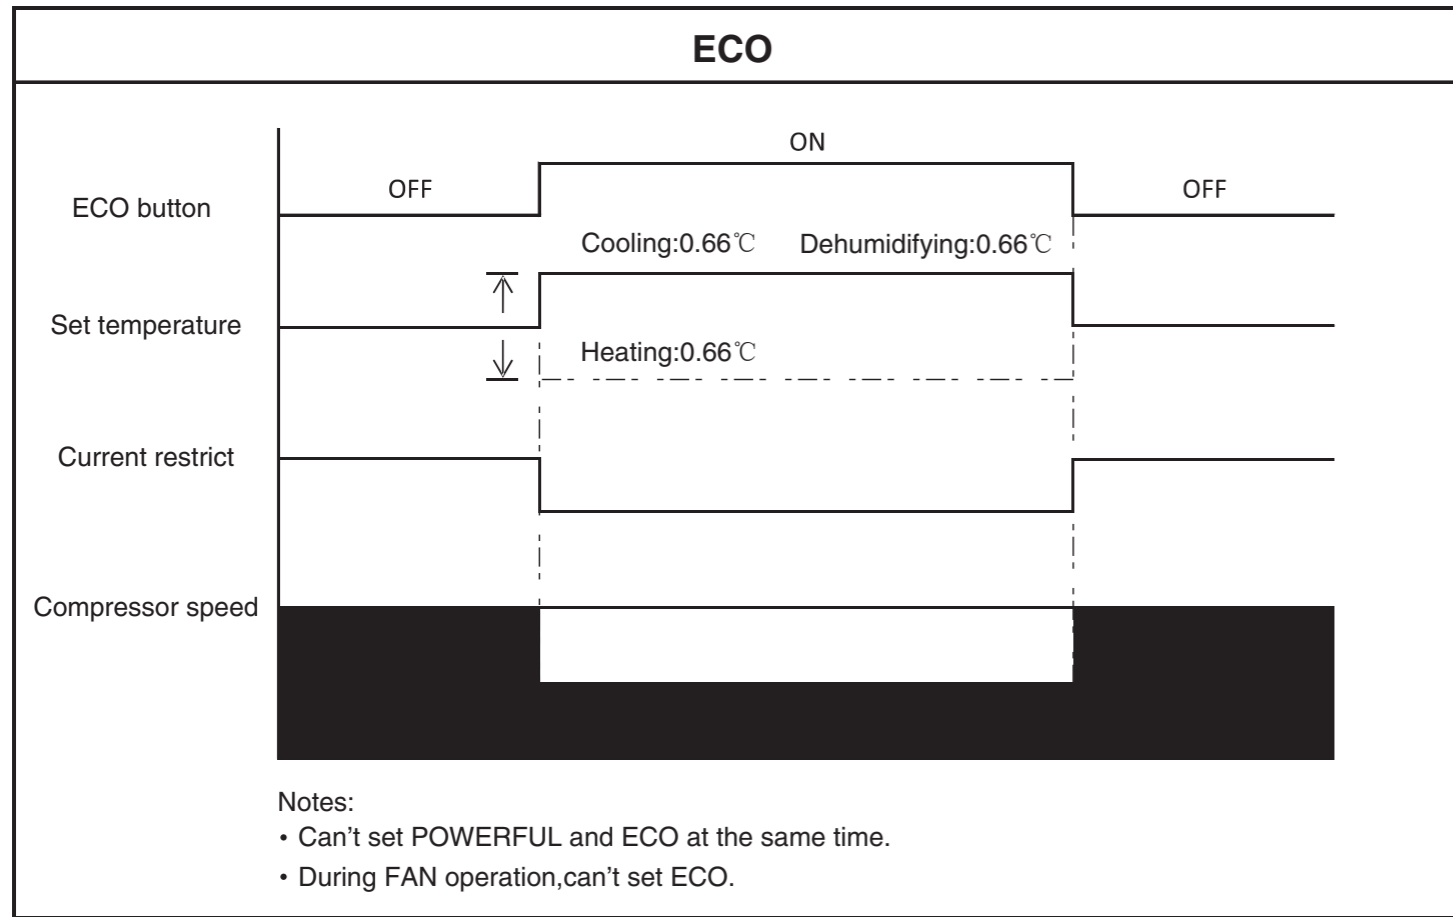 ECO
ON
OFF
OFF
ECO button
Cooling:0.66℃ Dehumidifying:0.66℃
Set temperature
Heating:0.66℃
Current restrict
Compressor speed
Notes:
• Can’t set POWERFUL and ECO at the same time.
• During FAN operation,can’t set ECO.